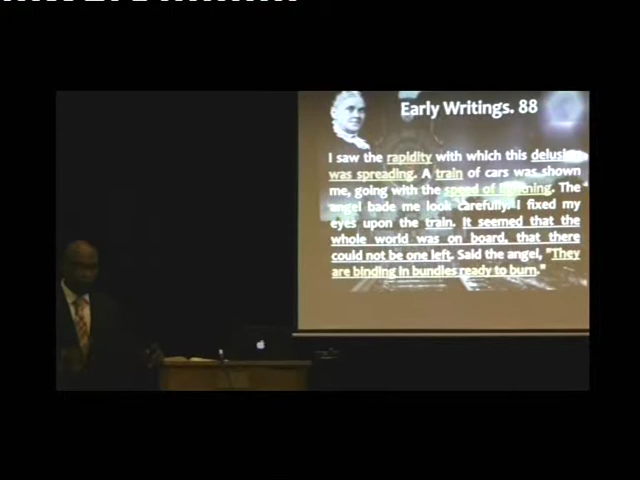 Early Writings. 88
I saw the rapidity with which this delusion
was spreading. A train of cars was shown
me, going with the speed of lightning. The
angel bade me look carefully. I fixed my
eyes upon the train. It seemed that the
whole world was on board, that there
could not be one left. Said the angel, "They
are binding in bundles ready to burn."